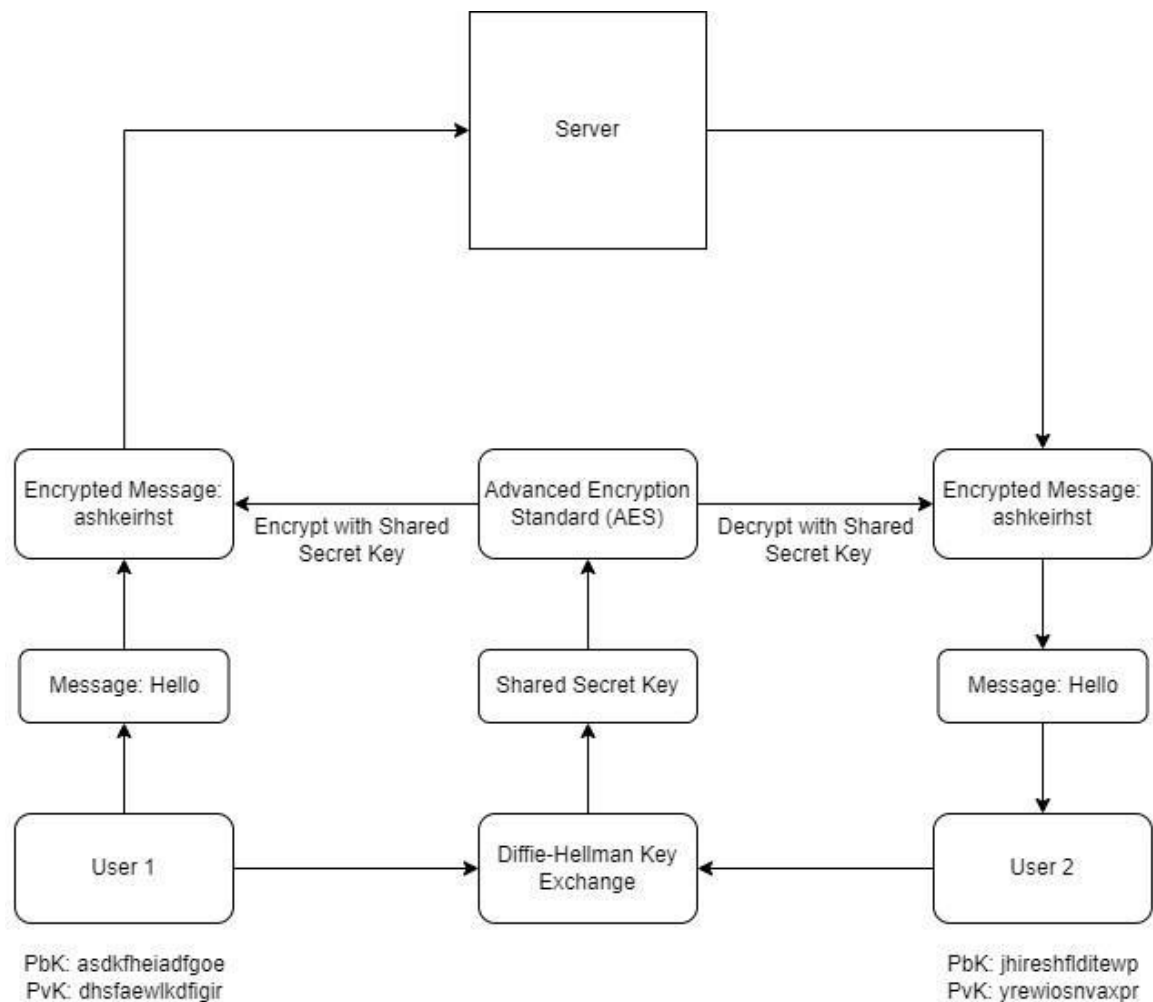 Server
Encrypted Message:
ashkeirhst
Advanced Encryption
Standard (AES)
Encrypted Message:
ashkeirhst
Encrypt with Shared
Secret Key
Decrypt with Shared
Secret Key
Message: Hello
Shared Secret Key
Message: Hello
User 1
Diffie-Hellman Key
Exchange
User 2
PbK: asdkfheiadfgoe
PvK: dhsfaewlkdfigir
PbK: jhireshflditewp
PvK: yrewiosnvaxpr